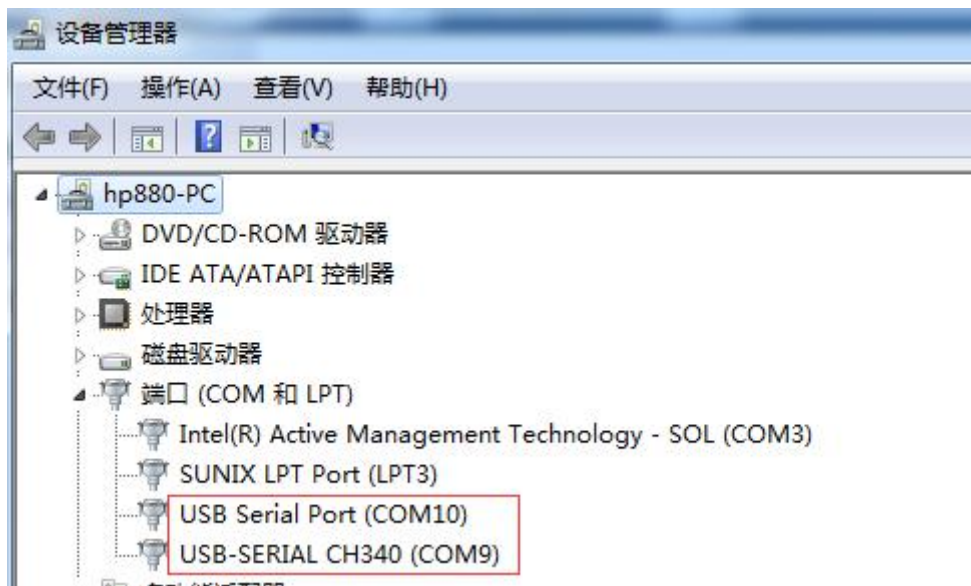 设备管理器
文件(F) 操作(A) 查看(V) 帮助(H)
hp880-PC
DVD/CD-ROM 驱动器
IDE ATA/ATAPI 控制器
处理器
磁盘驱动器
端口 (COM 和 LPT)
Intel(R) Active Management Technology - SOL (COM3)
SUNIX LPT Port (LPT3)
USB Serial Port (COM10)
USB-SERIAL CH340 (COM9)